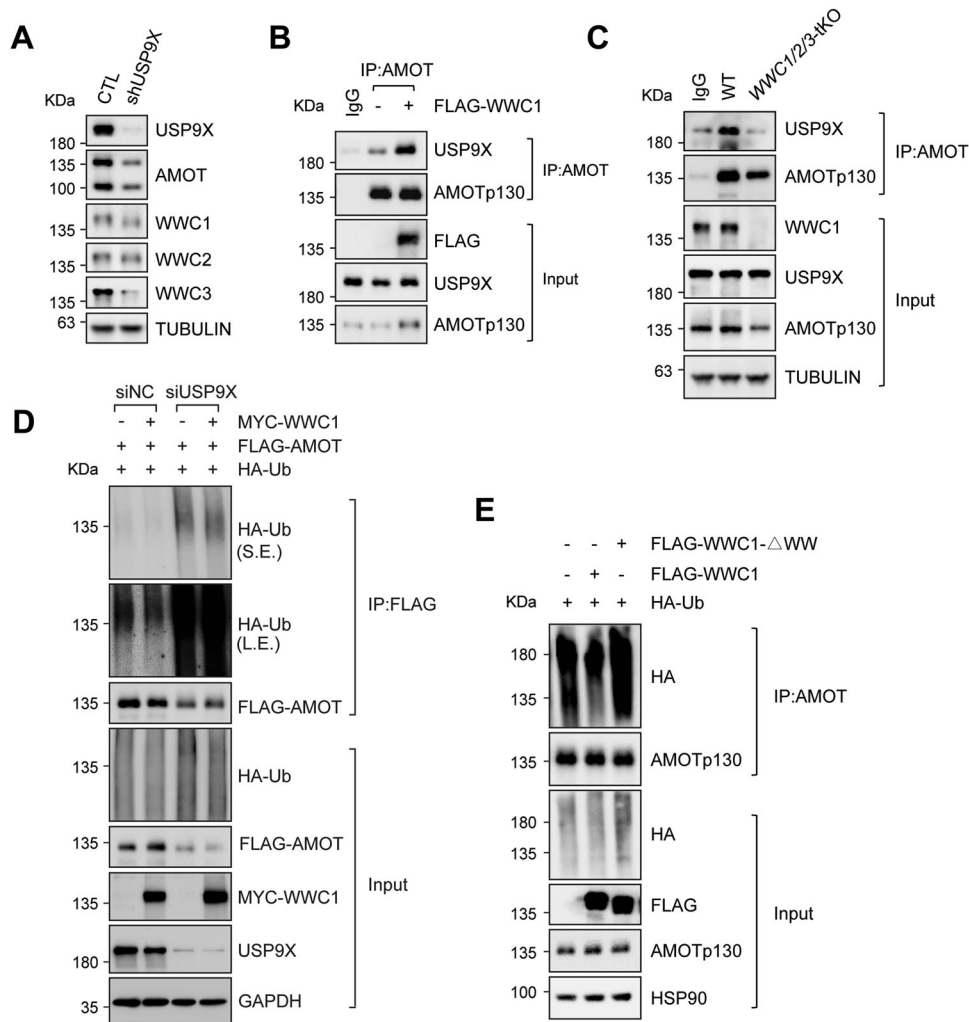 A
CTL
shUSP9X
KDa
180
USP9X
135
100
AMOT
135
WWC1
135
WWC2
135
WWC3
63
TUBULIN
B
IP:AMOT
KDa
IgG
-
+
FLAG-WWC1
180
USP9X
135
AMOTp130
IP:AMOT
135
FLAG
180
USP9X
135
AMOTp130
Input
C
KDa
IgG
WT
WWC1/2/3-tKO
180
USP9X
135
AMOTp130
IP:AMOT
135
WWC1
180
USP9X
135
AMOTp130
63
TUBULIN
Input
D
siNC siUSP9X
- + - + MYC-WWC1
+ + + + FLAG-AMOT
KDa + + + + HA-Ub
135
HA-Ub
(S.E.)
135
HA-Ub
(L.E.)
IP:FLAG
135
FLAG-AMOT
135
HA-Ub
135
FLAG-AMOT
135
MYC-WWC1
Input
180
USP9X
35
GAPDH
E
- - + FLAG-WWC1-△WW
- + - FLAG-WWC1
KDa + + + HA-Ub
180
135
HA
IP:AMOT
135
AMOTp130
180
135
HA
135
FLAG
Input
135
AMOTp130
100
HSP90